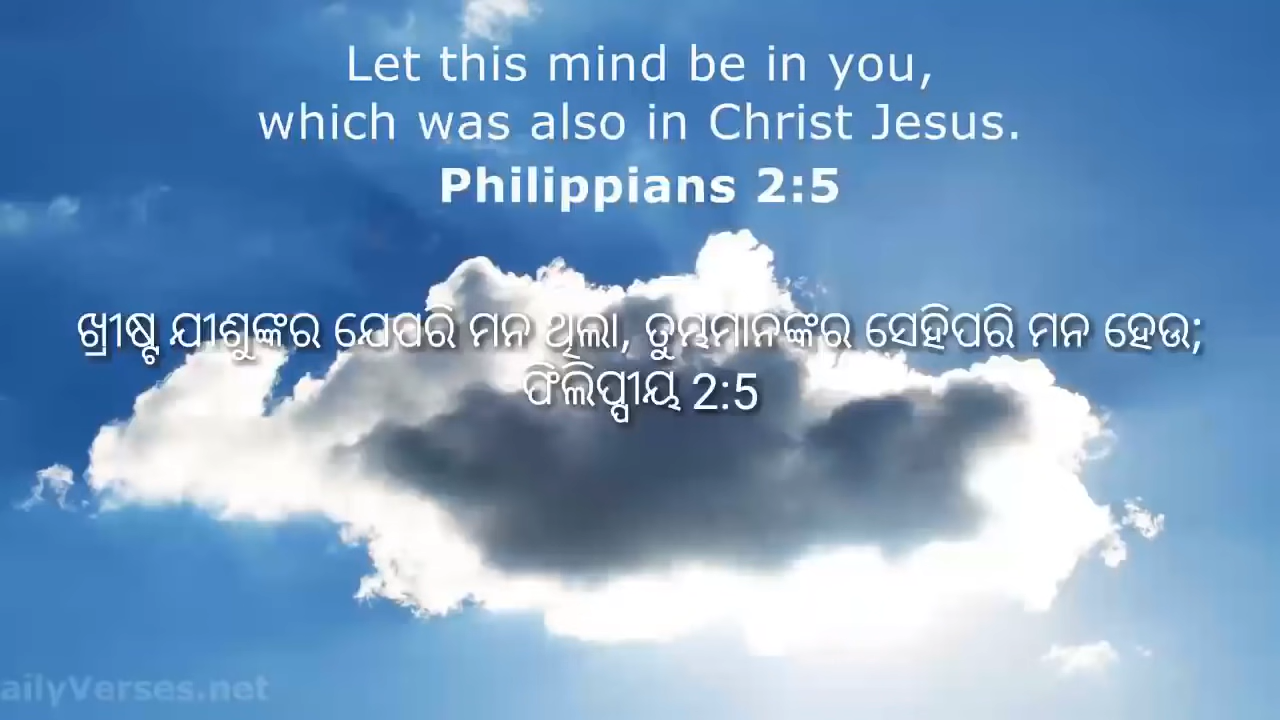 Let this mind be in you,
which was also in Christ Jesus.
Philippians 2:5
ଖ୍ରୀଷ୍ଟ ଯୀଶୁଙ୍କର ଯେପରି ମନ ଥିଲା, ତୁମ୍ଭମାନଙ୍କର ସେହିପରି ମନ ହେଉ;
ଫିଲିପ୍ପୀୟ 2:5
ailyVerses.net